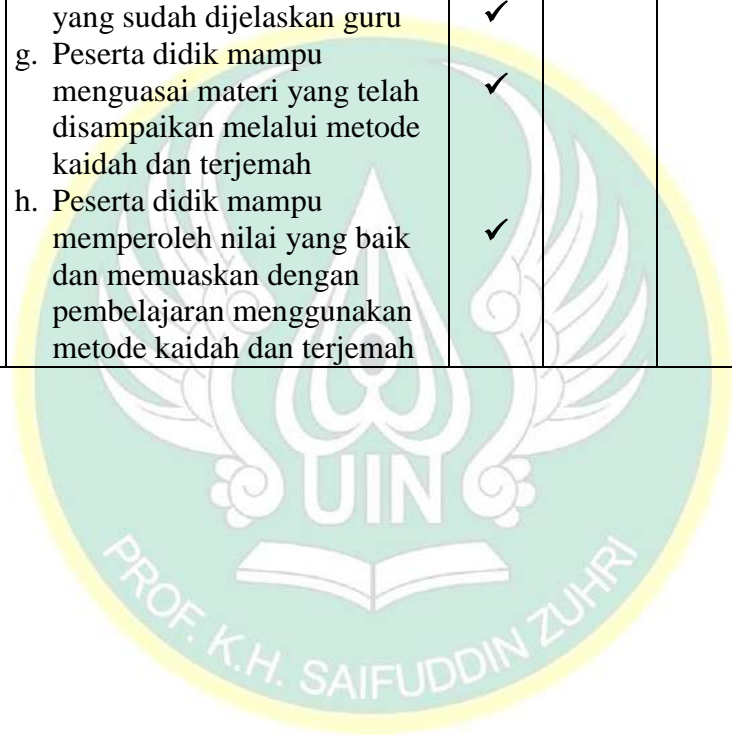 yang sudah dijelaskan guru ✓
g. Peserta didik mampu
menguasai materi yang telah ✓
disampaikan melalui metode
kaidah dan terjemah
h. Peserta didik mampu
memperoleh nilai yang baik ✓
dan memuaskan dengan
pembelajaran menggunakan
metode kaidah dan terjemah
UIN
PROF. K.H. SAIFUDDIN ZUHRI